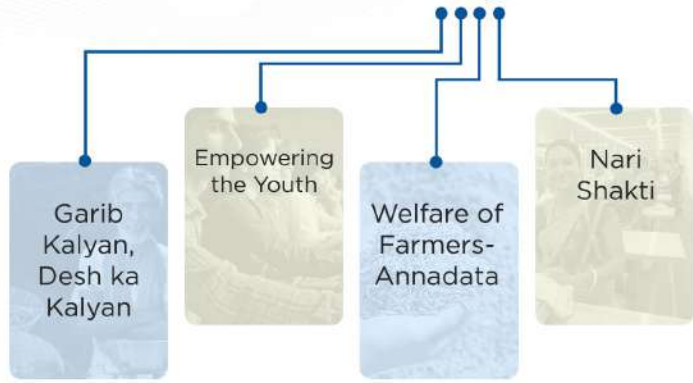 Garib
Kalyan,
Desh ka
Kalyan
Empowering
the Youth
Welfare of
Farmers-
Annadata
Nari
Shakti